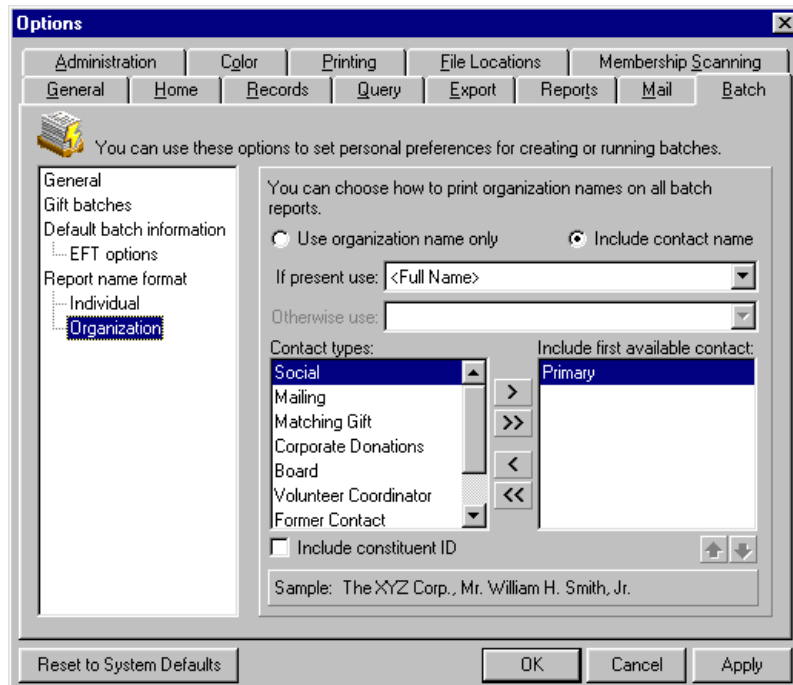 Options
Administration Color Printing File Locations Membership Scanning
General Home Records Query Export Reports Mail Batch
You can use these options to set personal preferences for creating or running batches.
General
Gift batches
Default batch information
EFT options
Report name format
Individual
Organization
You can choose how to print organization names on all batch
reports.
Use organization name only Include contact name
If present use: <Full Name>
Otherwise use:
Contact types: Include first available contact:
Social Primary
Mailing
Matching Gift
Corporate Donations
Board
Volunteer Coordinator
Former Contact
> 
>>
<
<<
Include constituent ID
Sample: The XYZ Corp., Mr. William H. Smith, Jr.
Reset to System Defaults OK Cancel Apply